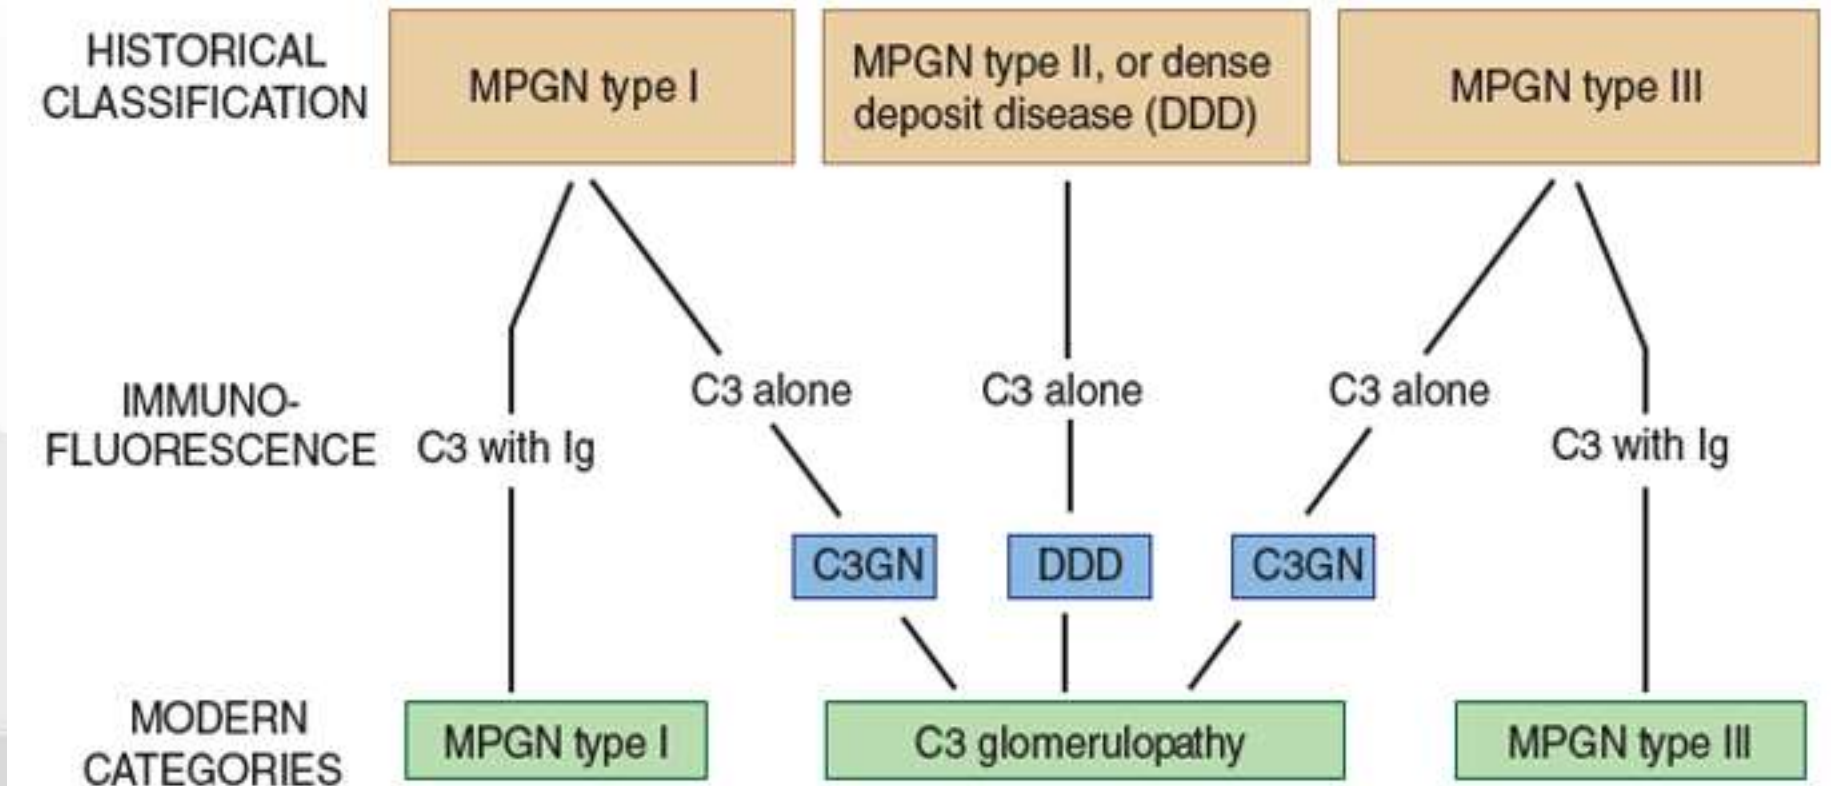 HISTORICAL
CLASSIFICATION
MPGN type I
MPGN type II, or dense
deposit disease (DDD)
MPGN type III
IMMUNO-
FLUORESCENCE
C3 with Ig
C3 alone
C3 alone
C3 alone
C3 with Ig
C3GN
DDD
C3GN
MODERN
CATEGORIES
MPGN type I
C3 glomerulopathy
MPGN type III